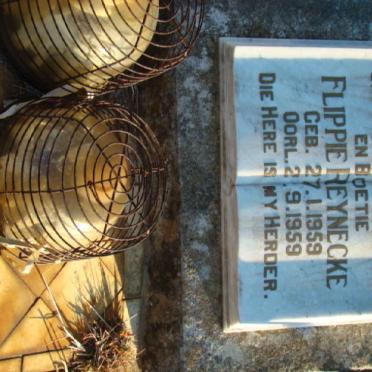 EN BOETIE
FLIPPIE REYNECKE
GEB. 27.1.1959
OORL. 2.9.1959
DIE HERE IS MY HERDER.